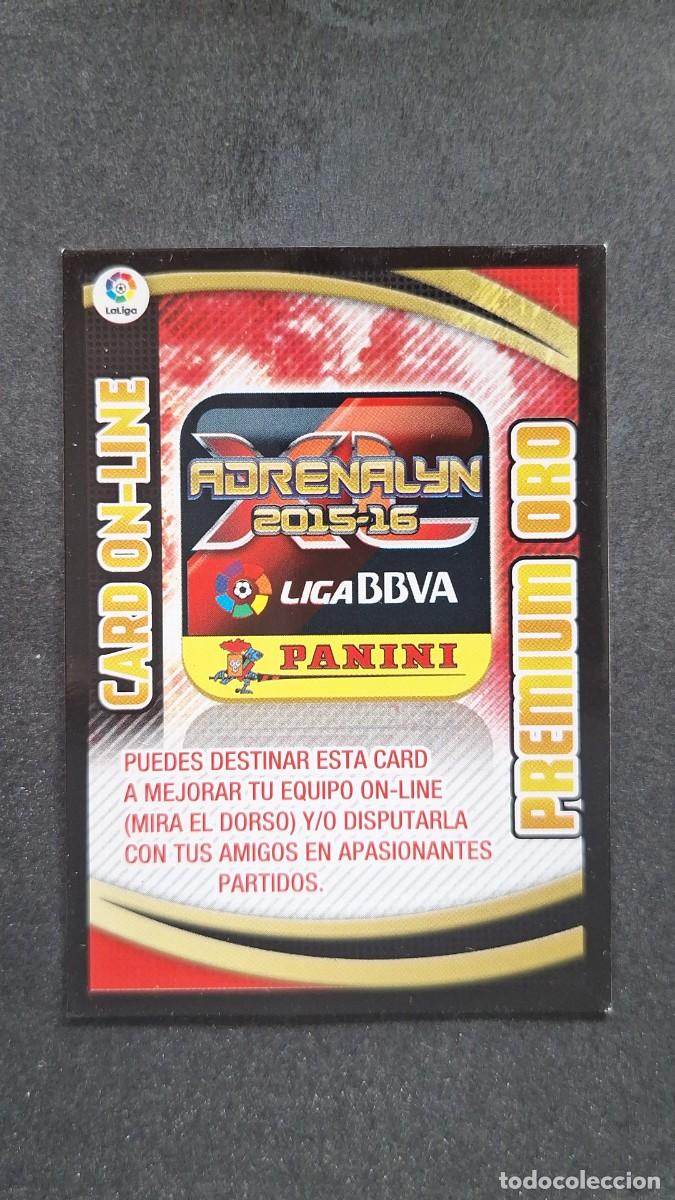 LaLiga
CARD ON-LINE
PREMIUM ORO
XL
ADRENALYN
2015-16
LIGA BBVA
PANINI
PUEDES DESTINAR ESTA CARD
A MEJORAR TU EQUIPO ON-LINE
(MIRA EL DORSO) Y/O DISPUTARLA
CON TUS AMIGOS EN APASIONANTES
PARTIDOS.
todocoleccion